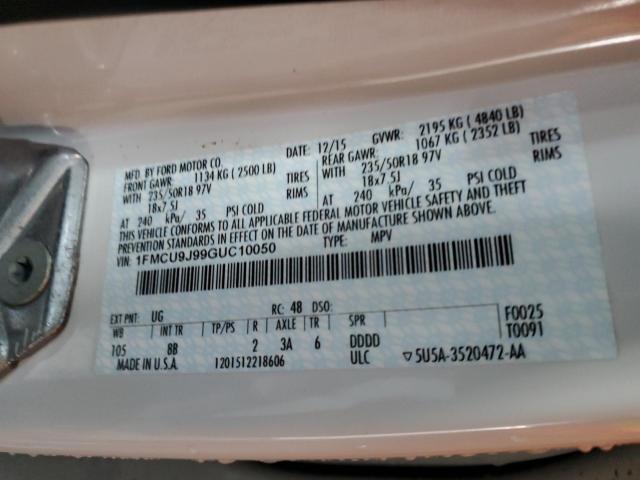 MFD. BY FORD MOTOR CO. DATE: 12/15 GVWR: 2195 KG ( 4840 LB)
FRONT GAWR: 1134 KG ( 2500 LB) REAR GAWR: 1067 KG ( 2352 LB)
WITH 235/50R18 97V TIRES WITH 235/50R18 97V TIRES
18x7.5J RIMS 18x7.5J RIMS
AT 240 kPa/ 35 PSI COLD AT 240 kPa/ 35 PSI COLD
THIS VEHICLE CONFORMS TO ALL APPLICABLE FEDERAL MOTOR VEHICLE SAFETY AND THEFT
PREVENTION STANDARDS IN EFFECT ON THE DATE OF MANUFACTURE SHOWN ABOVE.
VIN: 1FMCU9J99GUC10050 TYPE: MPV
EXT PNT: UG RC: 48 DSO: F0025
WB INT TR TP/PS R AXLE TR SPR T0091
105 BB 2 3A 6 DDDD
MADE IN U.S.A. 1201512218606 ULC ▽5U5A-3520472-AA